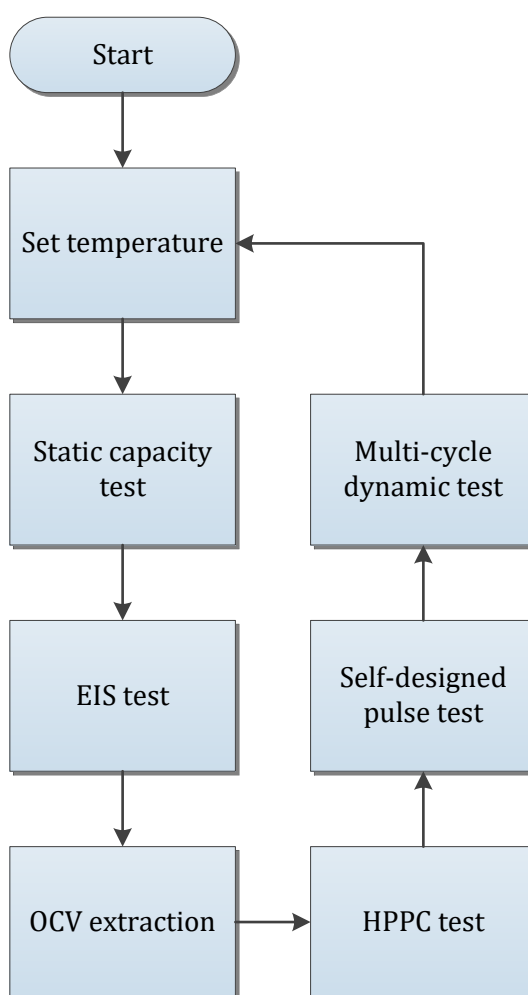 Start
Set temperature
Static capacity
test
EIS test
OCV extraction
HPPC test
Self-designed
pulse test
Multi-cycle
dynamic test